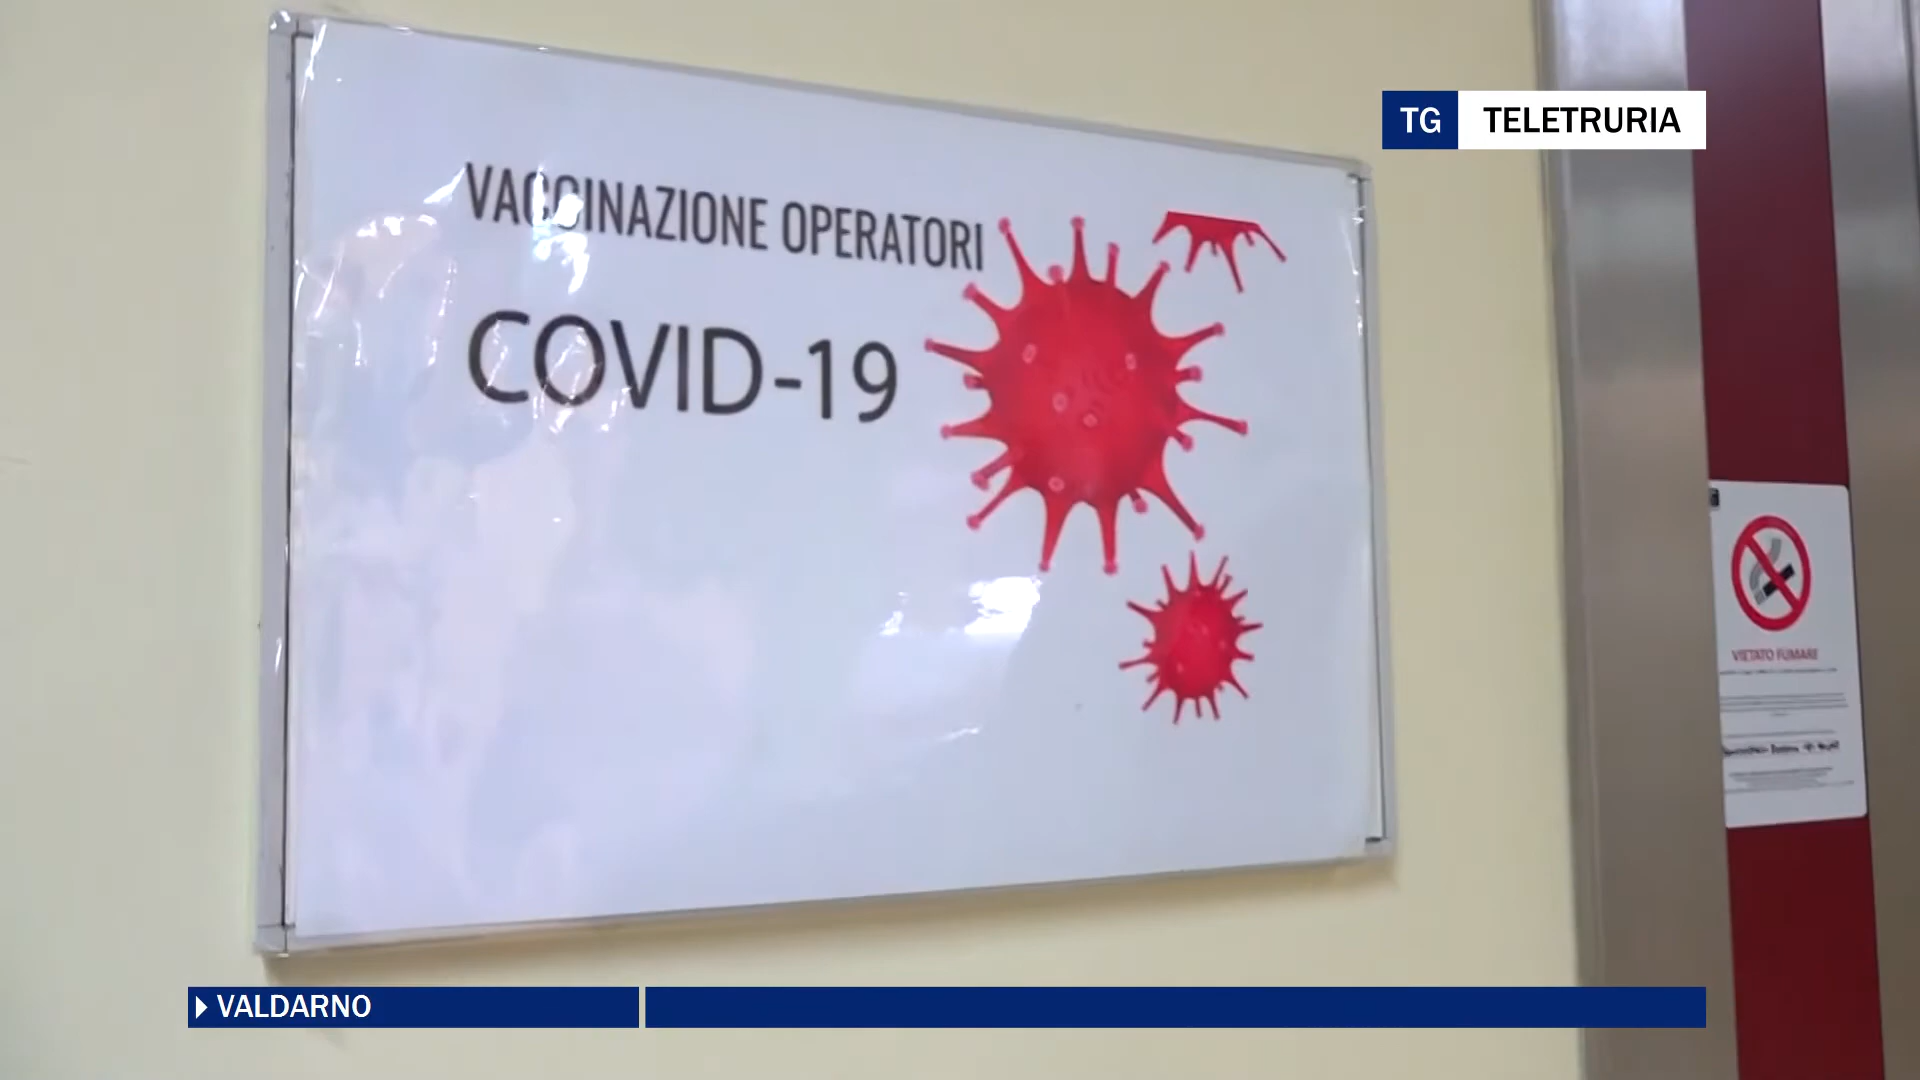 TG TELETRURIA
VACCINAZIONE OPERATORI
COVID-19
VIETATO FUMARE
VALDARNO